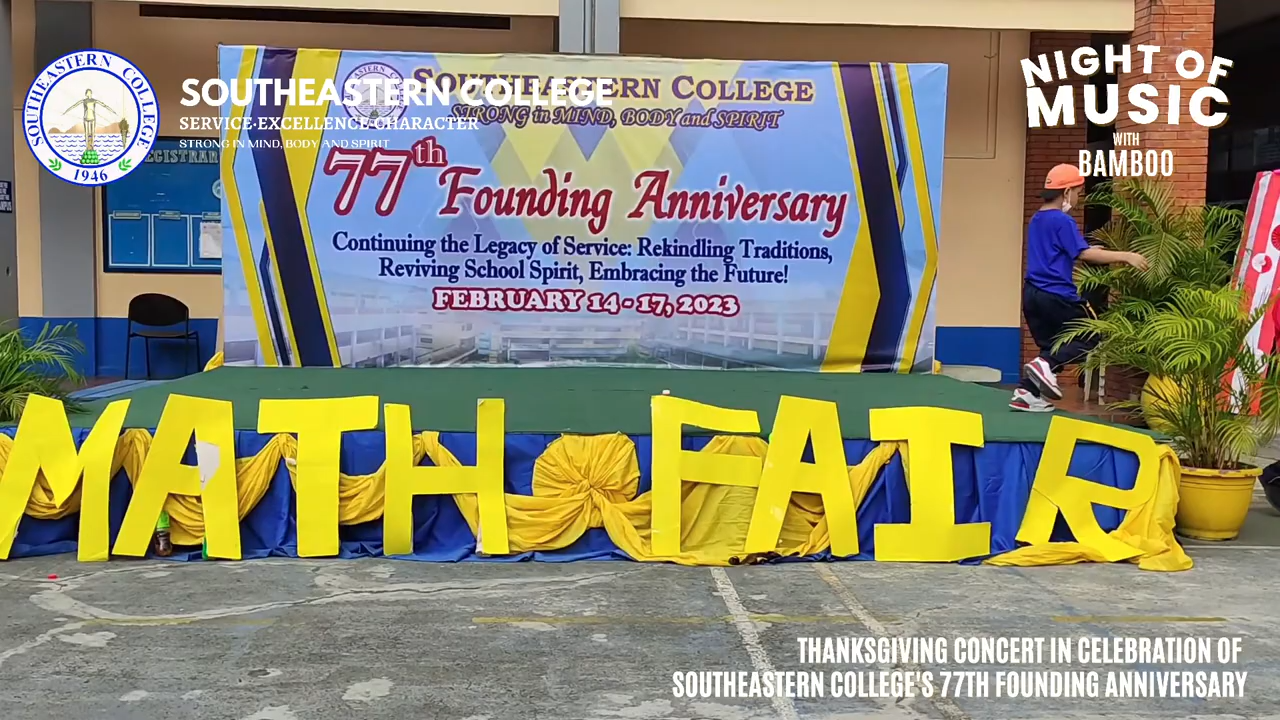 SOUTHEASTERN COLLEGE
1946
SOUTHEASTERN COLLEGE
SERVICE·EXCELLENCE·CHARACTER
STRONG IN MIND, BODY AND SPIRIT
NIGHT OF
MUSIC
WITH
BAMBOO
REGISTRAR
SOUTHEASTERN COLLEGE
STRONG in MIND, BODY and SPIRIT
77th Founding Anniversary
Continuing the Legacy of Service: Rekindling Traditions,
Reviving School Spirit, Embracing the Future!
FEBRUARY 14 - 17, 2023
MATH FAIR
THANKSGIVING CONCERT IN CELEBRATION OF
SOUTHEASTERN COLLEGE'S 77TH FOUNDING ANNIVERSARY